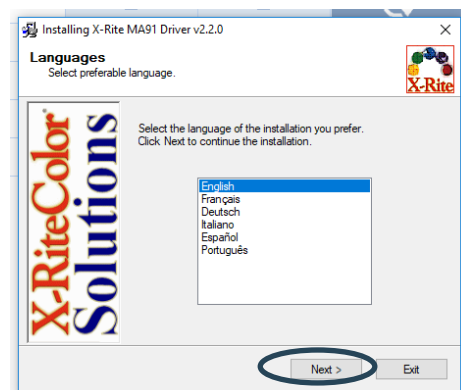 Installing X-Rite MA91 Driver v2.2.0
Languages
Select preferable language.
X-Rite
X-RiteColor
Solutions
Select the language of the installation you prefer.
Click Next to continue the installation.
English
Français
Deutsch
Italiano
Español
Português
Next >
Exit